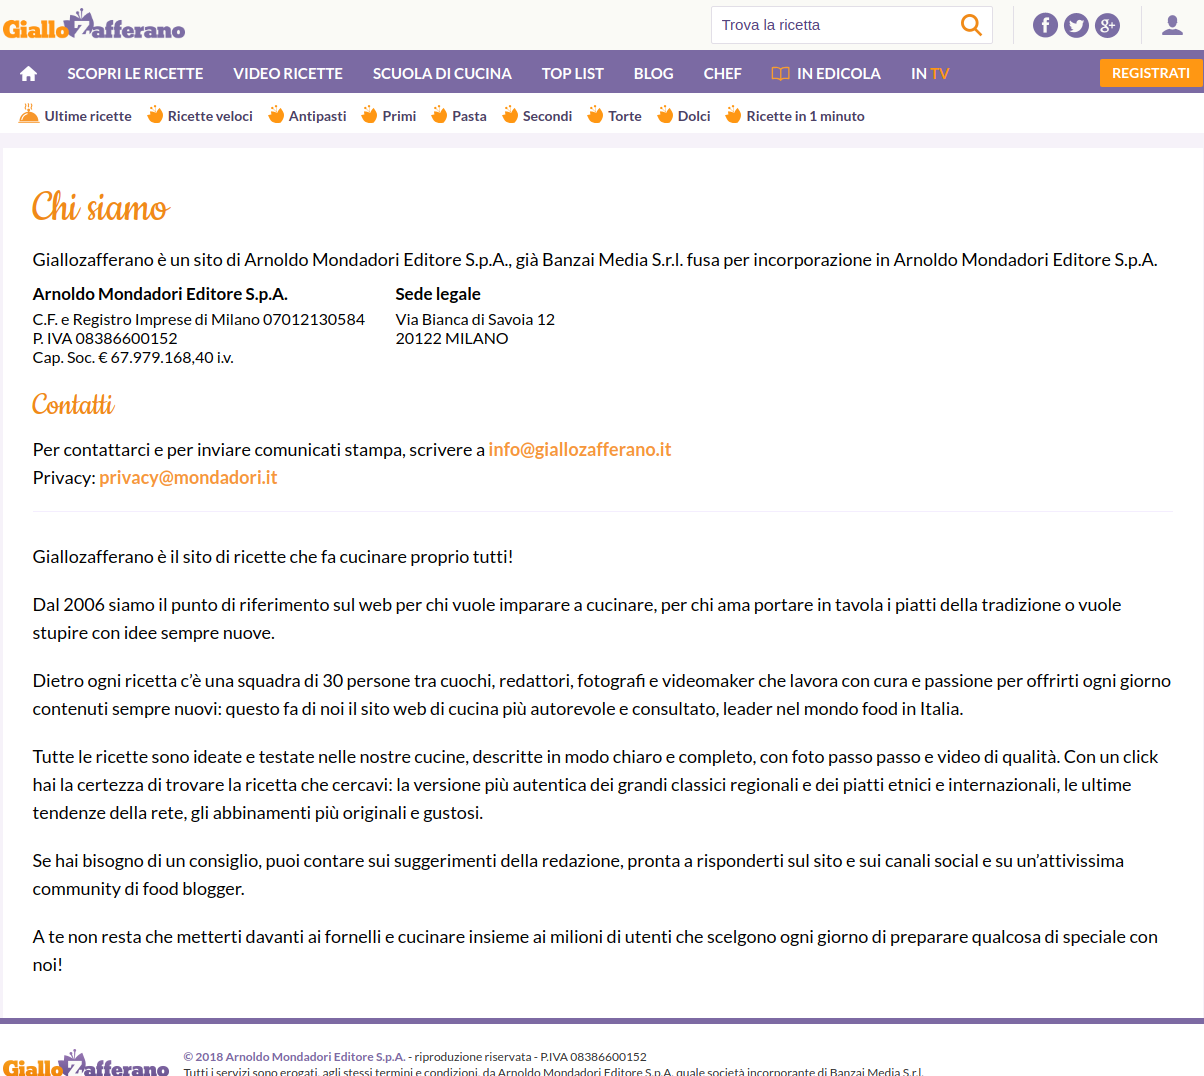 GialloZafferano
Trova la ricetta
SCOPRI LE RICETTE VIDEO RICETTE SCUOLA DI CUCINA TOP LIST BLOG CHEF IN EDICOLA IN TV REGISTRATI
Ultime ricette Ricette veloci Antipasti Primi Pasta Secondi Torte Dolci Ricette in 1 minuto
Chi siamo
Giallozafferano è un sito di Arnoldo Mondadori Editore S.p.A., già Banzai Media S.r.l. fusa per incorporazione in Arnoldo Mondadori Editore S.p.A.
Arnoldo Mondadori Editore S.p.A.
C.F. e Registro Imprese di Milano 07012130584
P. IVA 08386600152
Cap. Soc. € 67.979.168,40 i.v.
Sede legale
Via Bianca di Savoia 12
20122 MILANO
Contatti
Per contattarci e per inviare comunicati stampa, scrivere a info@giallozafferano.it
Privacy: privacy@mondadori.it
Giallozafferano è il sito di ricette che fa cucinare proprio tutti!
Dal 2006 siamo il punto di riferimento sul web per chi vuole imparare a cucinare, per chi ama portare in tavola i piatti della tradizione o vuole
stupire con idee sempre nuove.
Dietro ogni ricetta c’è una squadra di 30 persone tra cuochi, redattori, fotografi e videomaker che lavora con cura e passione per offrirti ogni giorno
contenuti sempre nuovi: questo fa di noi il sito web di cucina più autorevole e consultato, leader nel mondo food in Italia.
Tutte le ricette sono ideate e testate nelle nostre cucine, descritte in modo chiaro e completo, con foto passo passo e video di qualità. Con un click
hai la certezza di trovare la ricetta che cercavi: la versione più autentica dei grandi classici regionali e dei piatti etnici e internazionali, le ultime
tendenze della rete, gli abbinamenti più originali e gustosi.
Se hai bisogno di un consiglio, puoi contare sui suggerimenti della redazione, pronta a risponderti sul sito e sui canali social e su un’attivissima
community di food blogger.
A te non resta che metterti davanti ai fornelli e cucinare insieme ai milioni di utenti che scelgono ogni giorno di preparare qualcosa di speciale con
noi!
GialloZafferano
© 2018 Arnoldo Mondadori Editore S.p.A. - riproduzione riservata - P.IVA 08386600152
Tutti i servizi sono erogati, agli stessi termini e condizioni, da Arnoldo Mondadori Editore S.p.A. quale società incorporante di Banzai Media S.r.l.